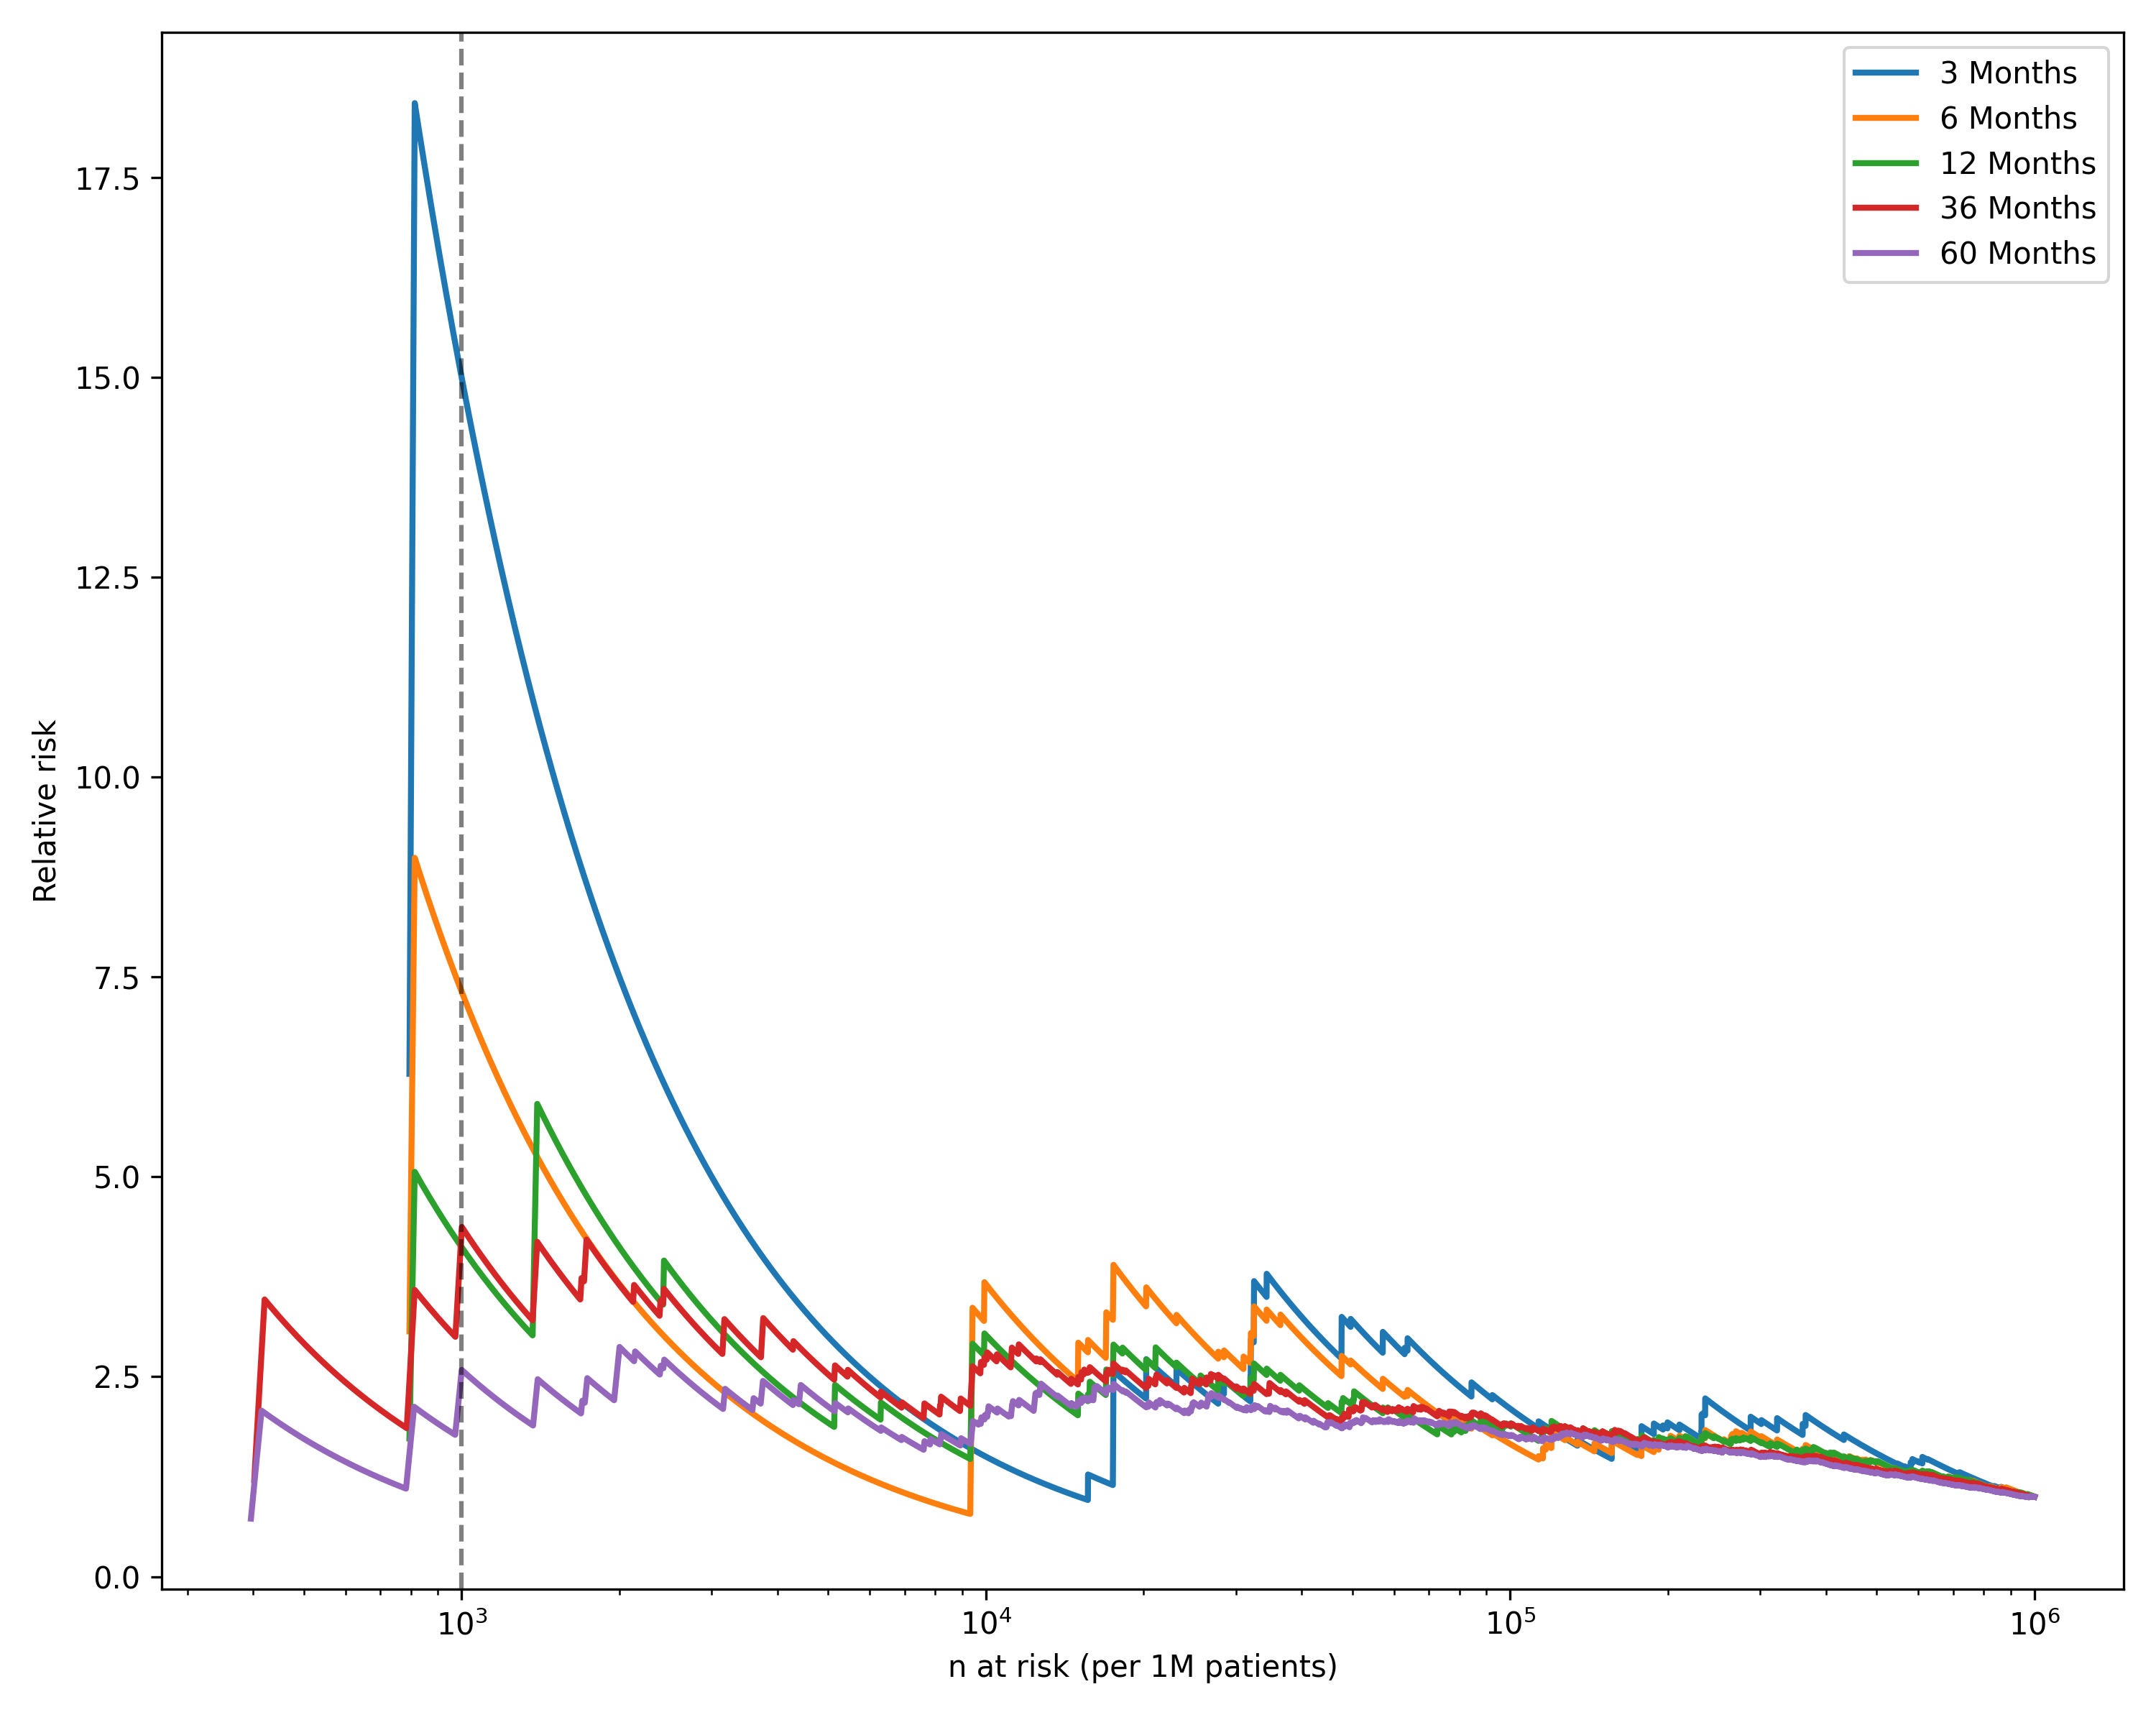 3 Months
6 Months
12 Months
36 Months
60 Months
17.5
15.0
12.5
10.0
7.5
5.0
2.5
0.0
Relative risk
10³
10⁴
10⁵
10⁶
n at risk (per 1M patients)